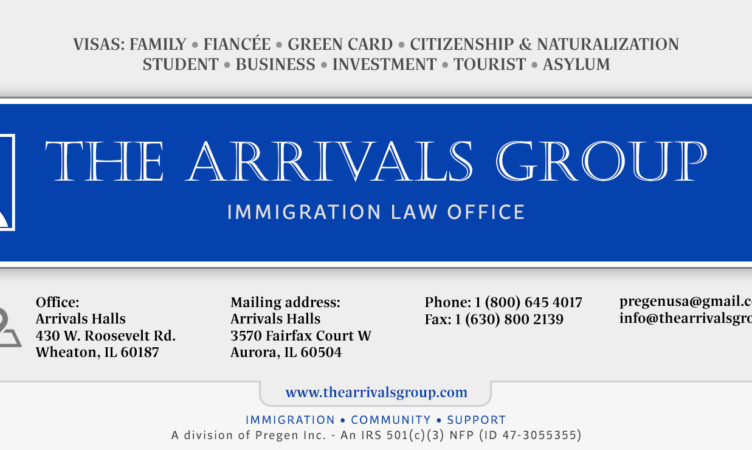 VISAS: FAMILY • FIANCÉE • GREEN CARD • CITIZENSHIP & NATURALIZATION
STUDENT • BUSINESS • INVESTMENT • TOURIST • ASYLUM
THE ARRIVALS GROUP
IMMIGRATION LAW OFFICE
Office:
Arrivals Halls
430 W. Roosevelt Rd.
Wheaton, IL 60187
Mailing address:
Arrivals Halls
3570 Fairfax Court W
Aurora, IL 60504
Phone: 1 (800) 645 4017
Fax: 1 (630) 800 2139
pregenusa@gmail.c
info@thearrivalsgro
www.thearrivalsgroup.com
IMMIGRATION • COMMUNITY • SUPPORT
A division of Pregen Inc. - An IRS 501(c)(3) NFP (ID 47-3055355)